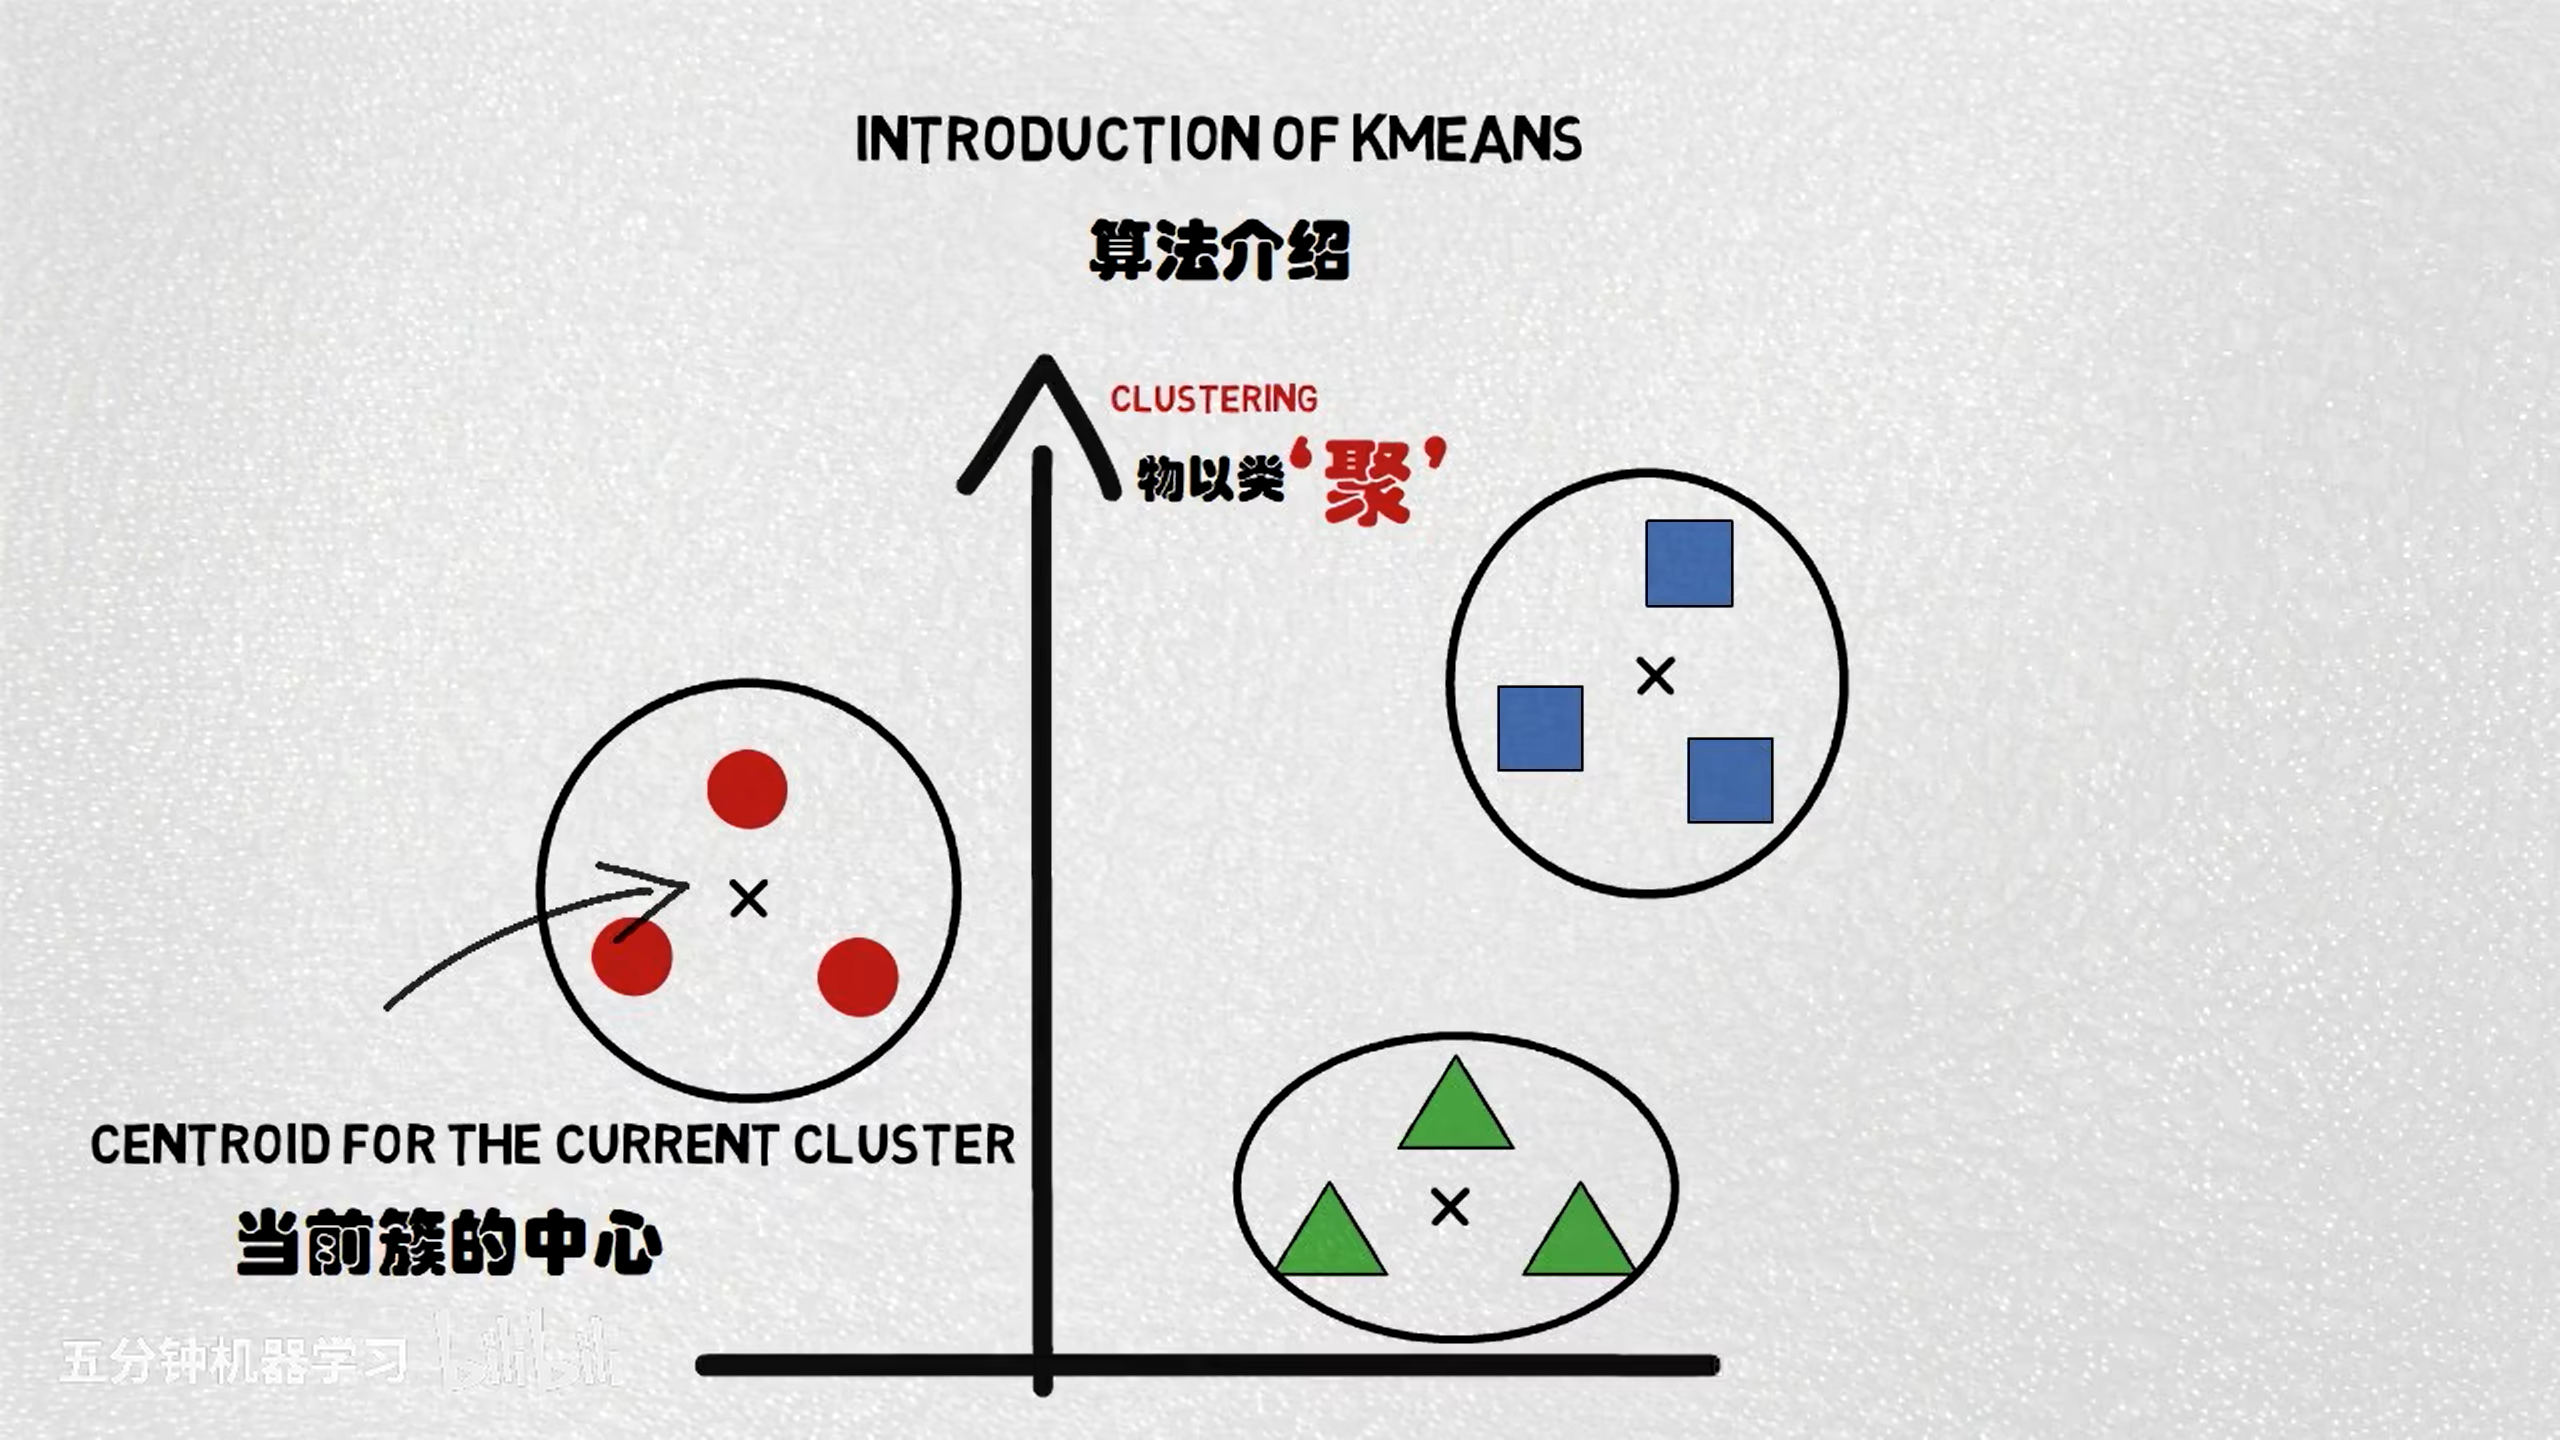 INTRODUCTION OF KMEANS
算法介绍
CLUSTERING
物以类‘聚’
CENTROID FOR THE CURRENT CLUSTER
当前簇的中心
五分钟机器学习 bilibili